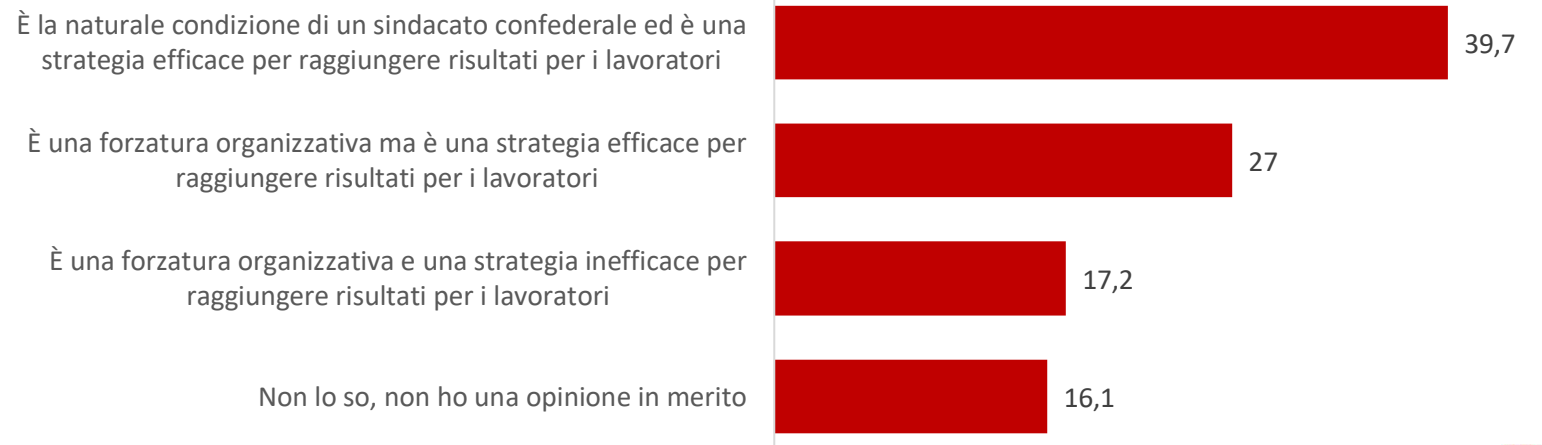 È la naturale condizione di un sindacato confederale ed è una
strategia efficace per raggiungere risultati per i lavoratori
39,7
È una forzatura organizzativa ma è una strategia efficace per
raggiungere risultati per i lavoratori
27
È una forzatura organizzativa e una strategia inefficace per
raggiungere risultati per i lavoratori
17,2
Non lo so, non ho una opinione in merito
16,1